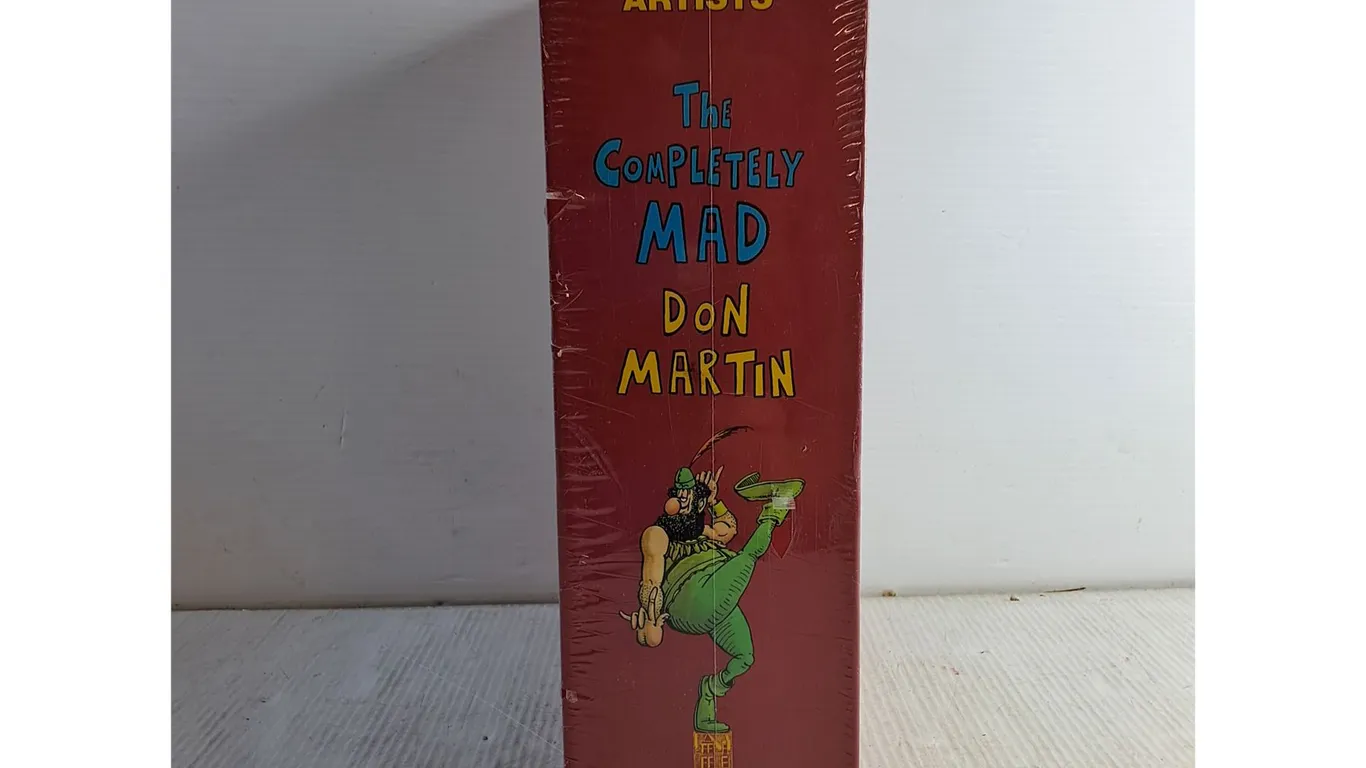 ARTISTS
The
COMPLETELY
MAD
DON
MARTIN